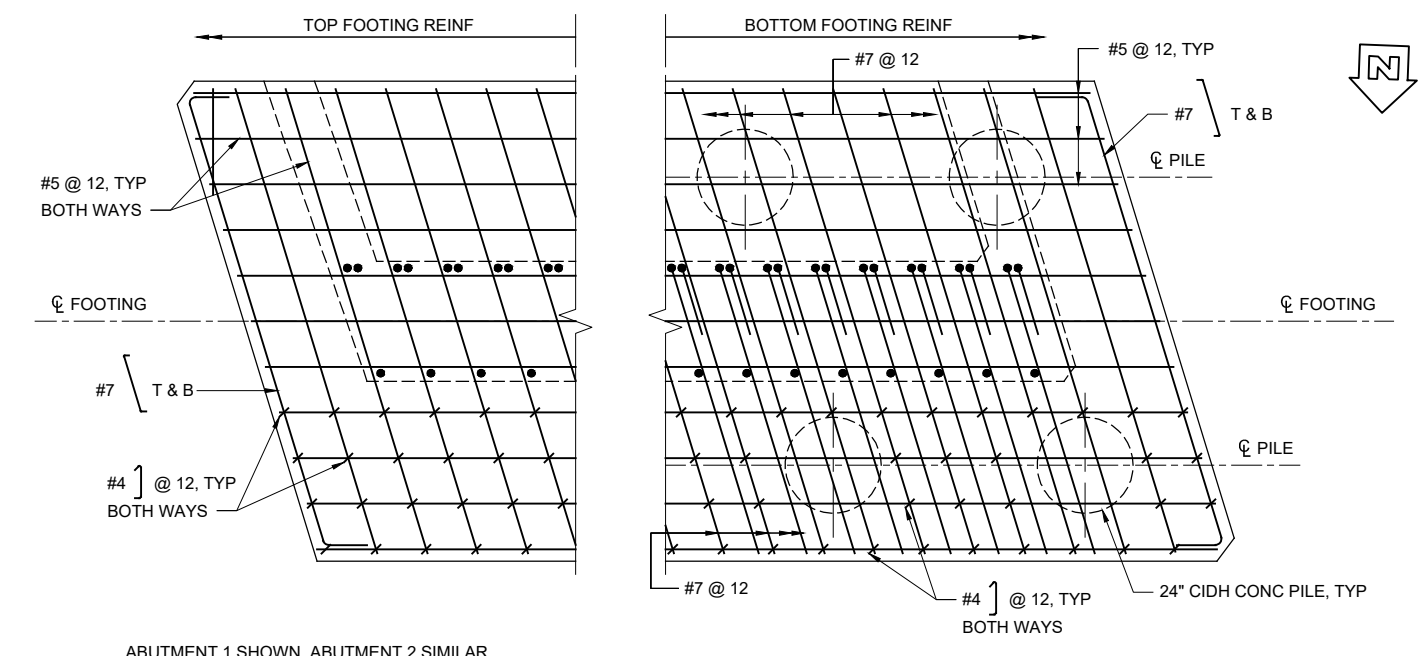 TOP FOOTING REINF
BOTTOM FOOTING REINF
#7 @ 12
#5 @ 12, TYP
N
#7 T & B
℄ PILE
#5 @ 12, TYP
BOTH WAYS
℄ FOOTING
℄ FOOTING
#7 T & B
℄ PILE
#4 @ 12, TYP
BOTH WAYS
#7 @ 12
#4 @ 12, TYP
BOTH WAYS
24" CIDH CONC PILE, TYP
ABUTMENT 1 SHOWN, ABUTMENT 2 SIMILAR